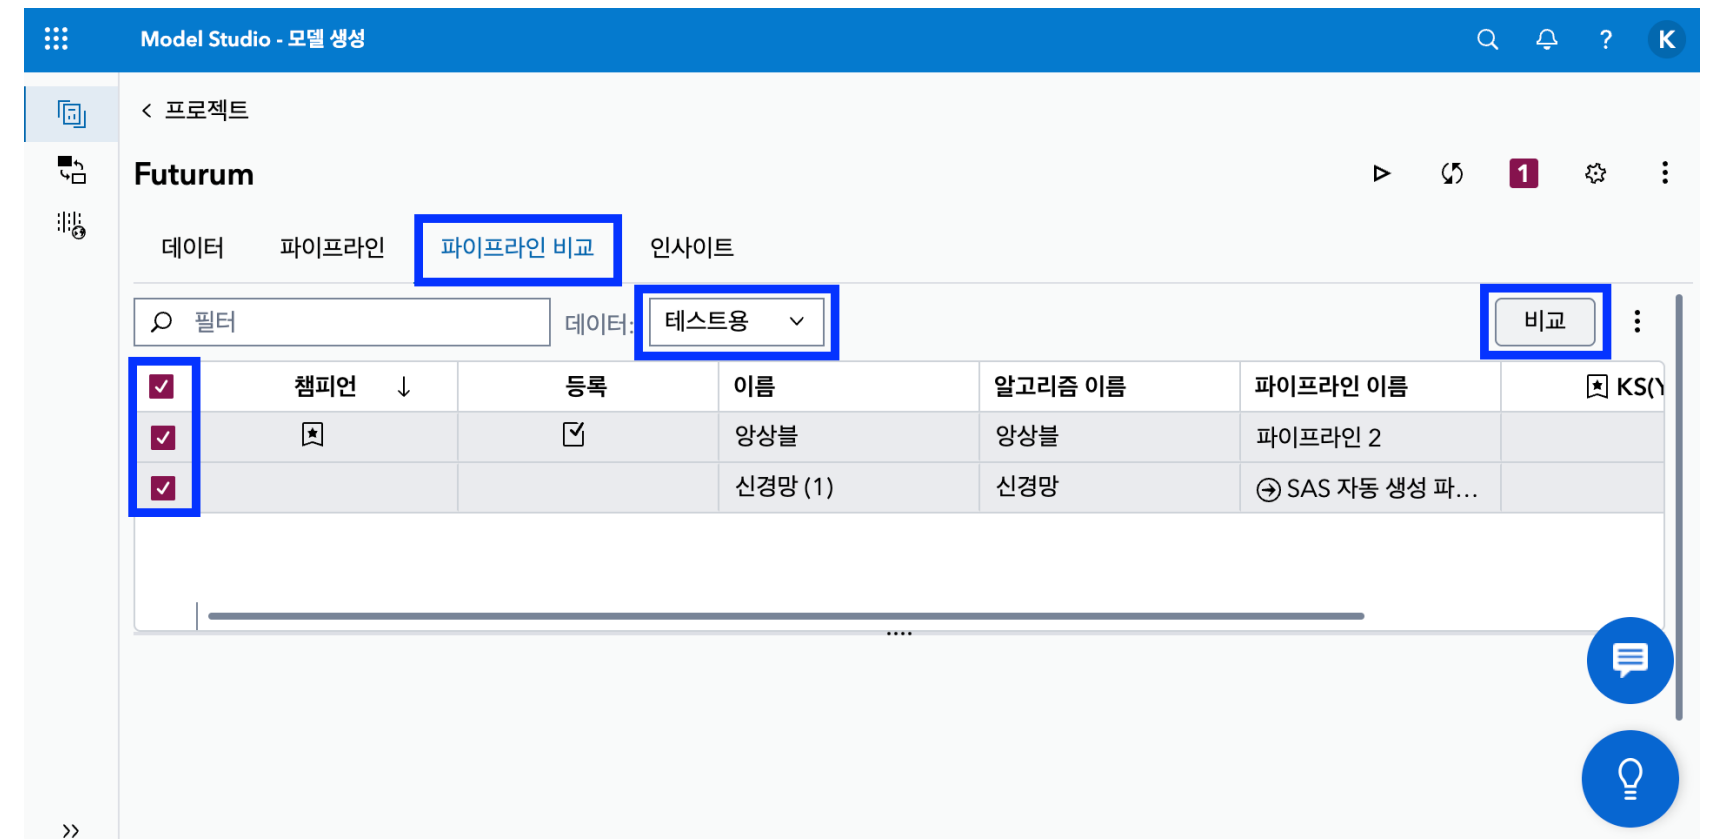 Model Studio - 모델 생성
?
K
프로젝트
Futurum
1
데이터 파이프라인 파이프라인 비교 인사이트
필터 데이터: 테스트용 비교
챔피언 등록 이름 알고리즘 이름 파이프라인 이름 KS(Y
앙상블 앙상블 파이프라인 2
신경망 (1) 신경망 SAS 자동 생성 파...